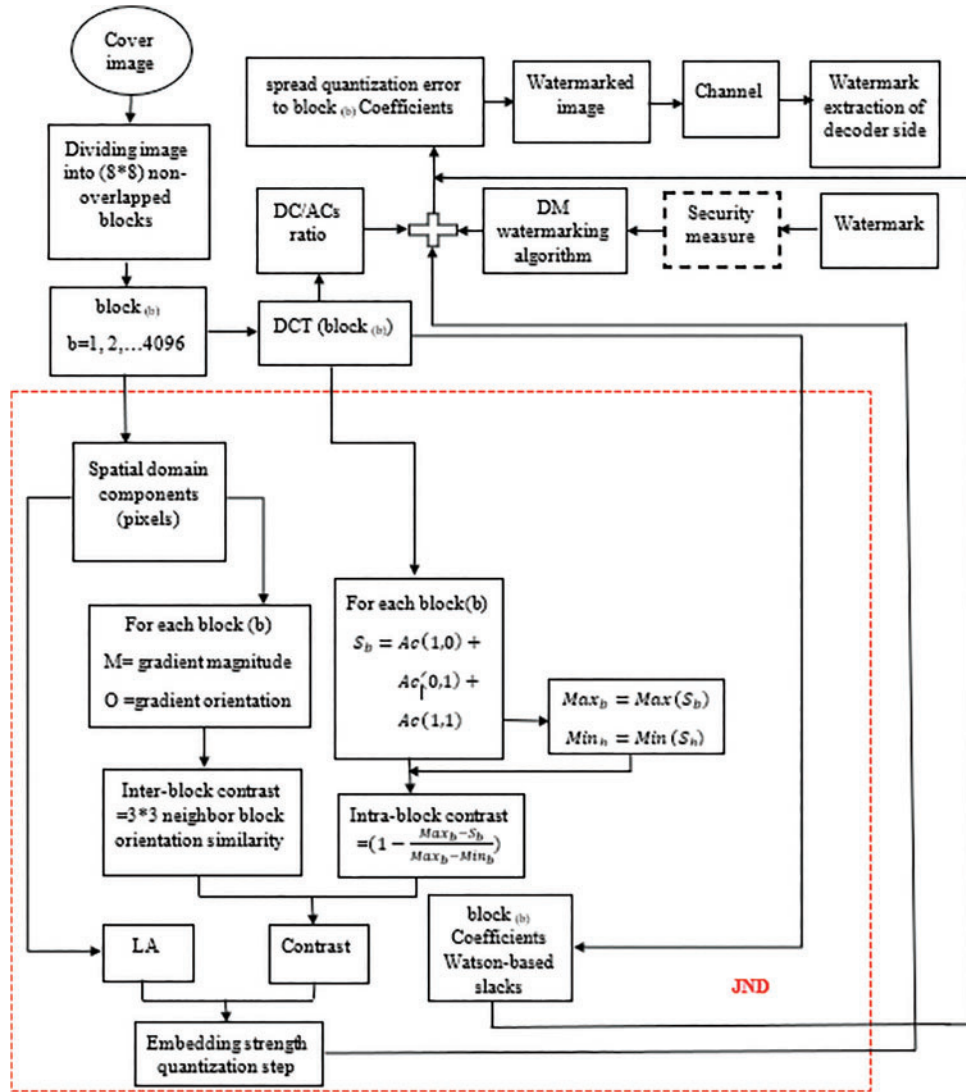 Cover
image
Dividing image
into (8*8) non-
overlapped
blocks
block (b)
b=1, 2,...4096
spread quantization error
to block (b) Coefficients
Watermarked
image
Channel
Watermark
extraction of
decoder side
DC/ACs
ratio
DM
watermarking
algorithm
Security
measure
Watermark
DCT (block (b))
Spatial domain
components
(pixels)
For each block (b)
M= gradient magnitude
O =gradient orientation
Inter-block contrast
=3*3 neighbor block
orientation similarity
For each block(b)
S_b = Ac(1,0) +
Ac(0,1) +
Ac(1,1)
Max_b = Max(S_b)
Min_b = Min(S_b)
Intra-block contrast
=(1 − \frac{Max_b−S_b}{Max_b−Min_b})
LA
Contrast
block (b)
Coefficients
Watson-based
slacks
JND
Embedding strength
quantization step